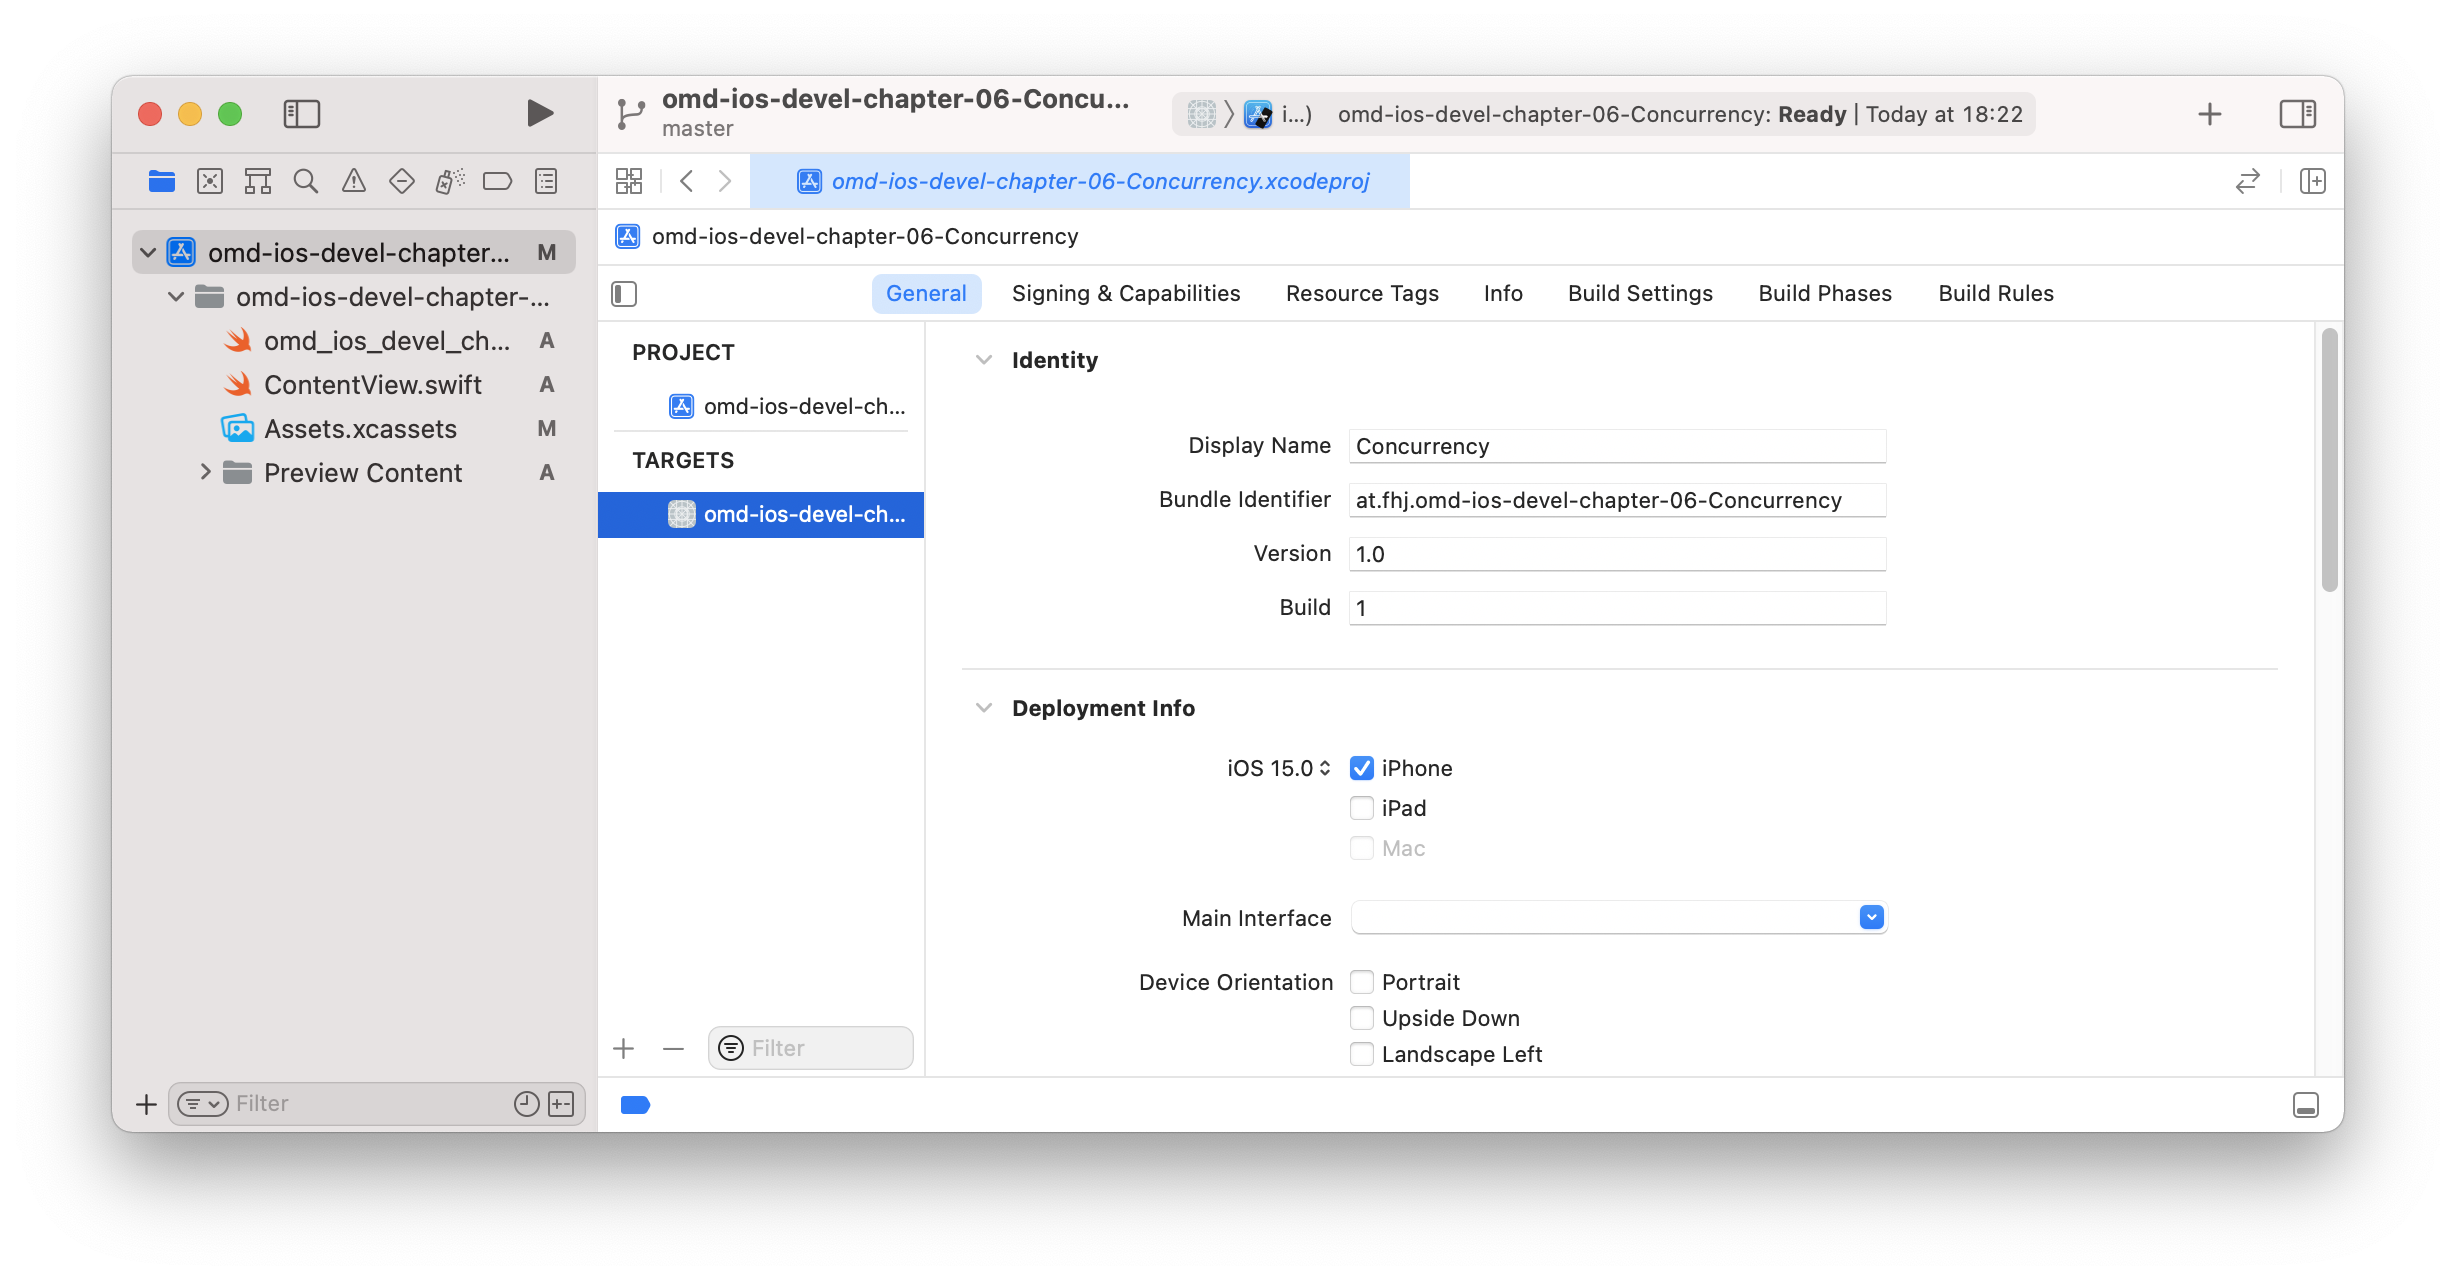 omd-ios-devel-chapter-06-Concu...
master
i...) omd-ios-devel-chapter-06-Concurrency: Ready | Today at 18:22
omd-ios-devel-chapter-06-Concurrency.xcodeproj
omd-ios-devel-chapter... M
omd-ios-devel-chapter-...
omd_ios_devel_ch... A
ContentView.swift A
Assets.xcassets M
Preview Content A
Filter
omd-ios-devel-chapter-06-Concurrency
General Signing & Capabilities Resource Tags Info Build Settings Build Phases Build Rules
PROJECT
omd-ios-devel-ch...
TARGETS
omd-ios-devel-ch...
Filter
Identity
Display Name Concurrency
Bundle Identifier at.fhj.omd-ios-devel-chapter-06-Concurrency
Version 1.0
Build 1
Deployment Info
iOS 15.0 iPhone
iPad
Mac
Main Interface
Device Orientation Portrait
Upside Down
Landscape Left